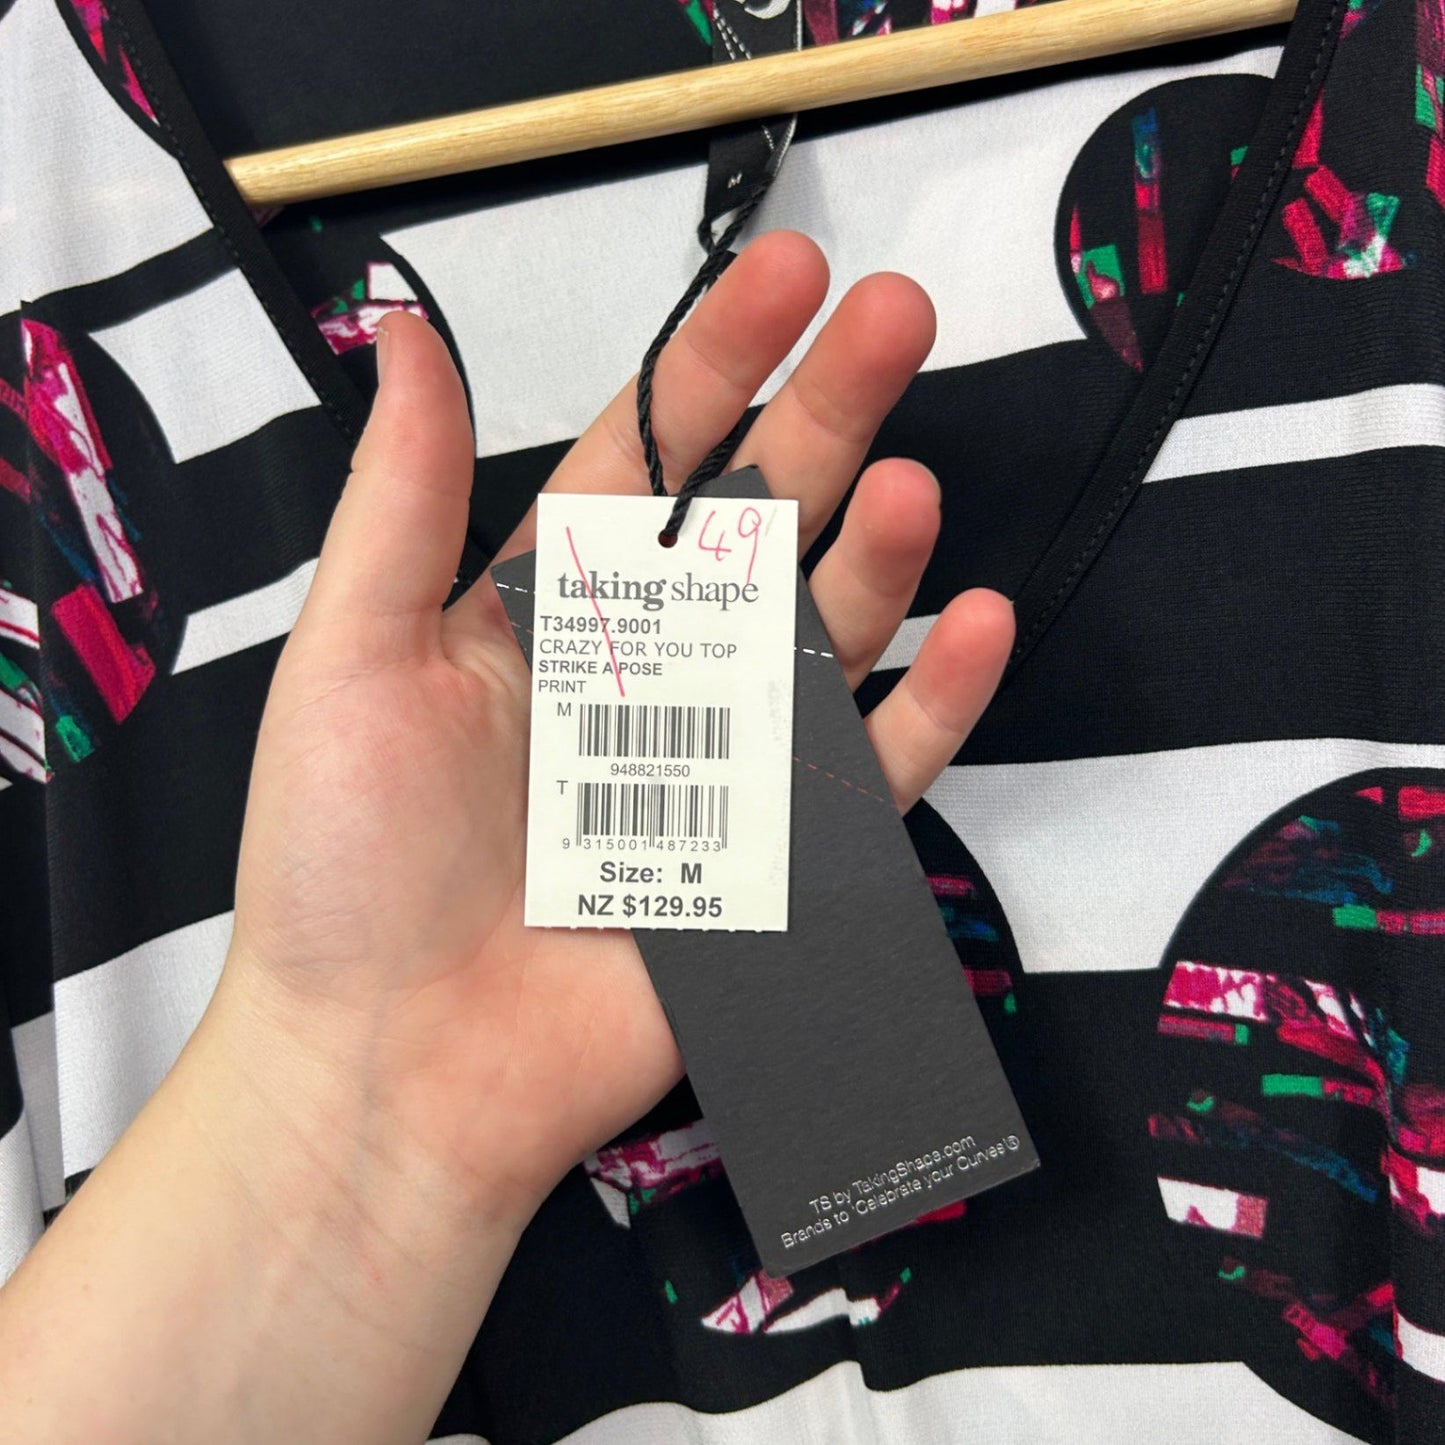 M
49
taking shape
T34997.9001
CRAZY FOR YOU TOP
STRIKE A POSE
PRINT
M
948821550
T
9 315001 487233
Size: M
NZ $129.95
TS by TakingShape.com
Brands to 'Celebrate your Curves'®